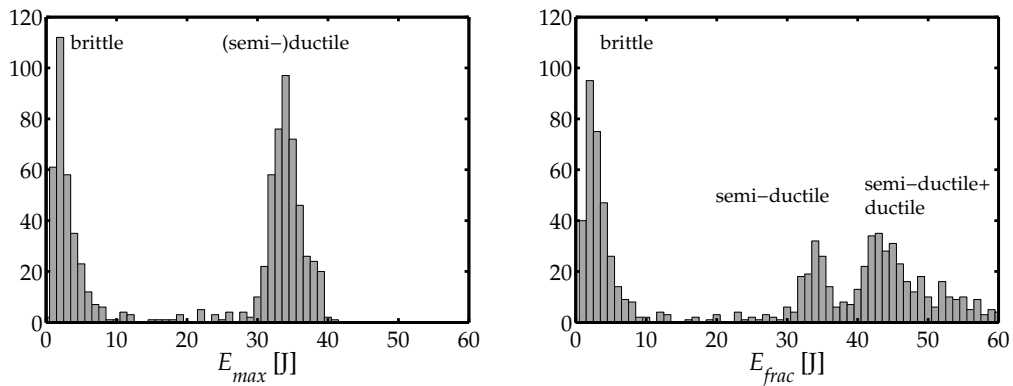 120
100
80
60
40
20
0
brittle
(semi−)ductile
0 10 20 30 40 50 60
E_max [J]
120
100
80
60
40
20
0
brittle
semi−ductile
semi−ductile+
ductile
0 10 20 30 40 50 60
E_frac [J]